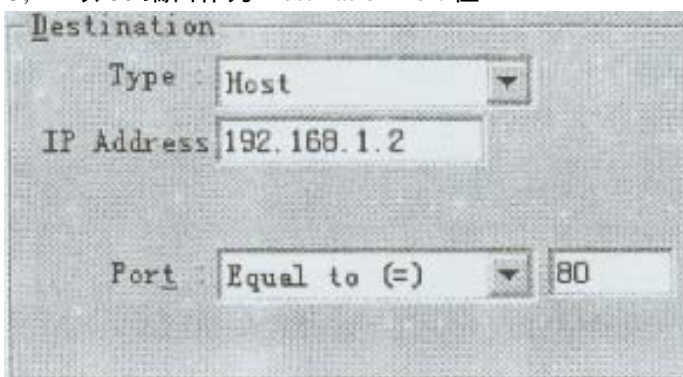 Destination
Type : Host
IP Address 192.168.1.2
Port : Equal to (=) 80